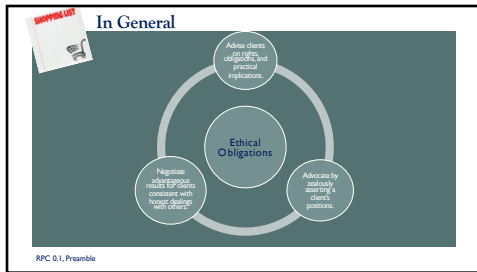 SHOPPING LIST
In General
Advise clients
on rights,
obligations, and
practical
implications.
Ethical
Obligations
Negotiate
advantageous
results for clients
consistent with
honest dealings
with others.
Advocate by
zealously
asserting a
client's
positions.
RPC 0.1, Preamble